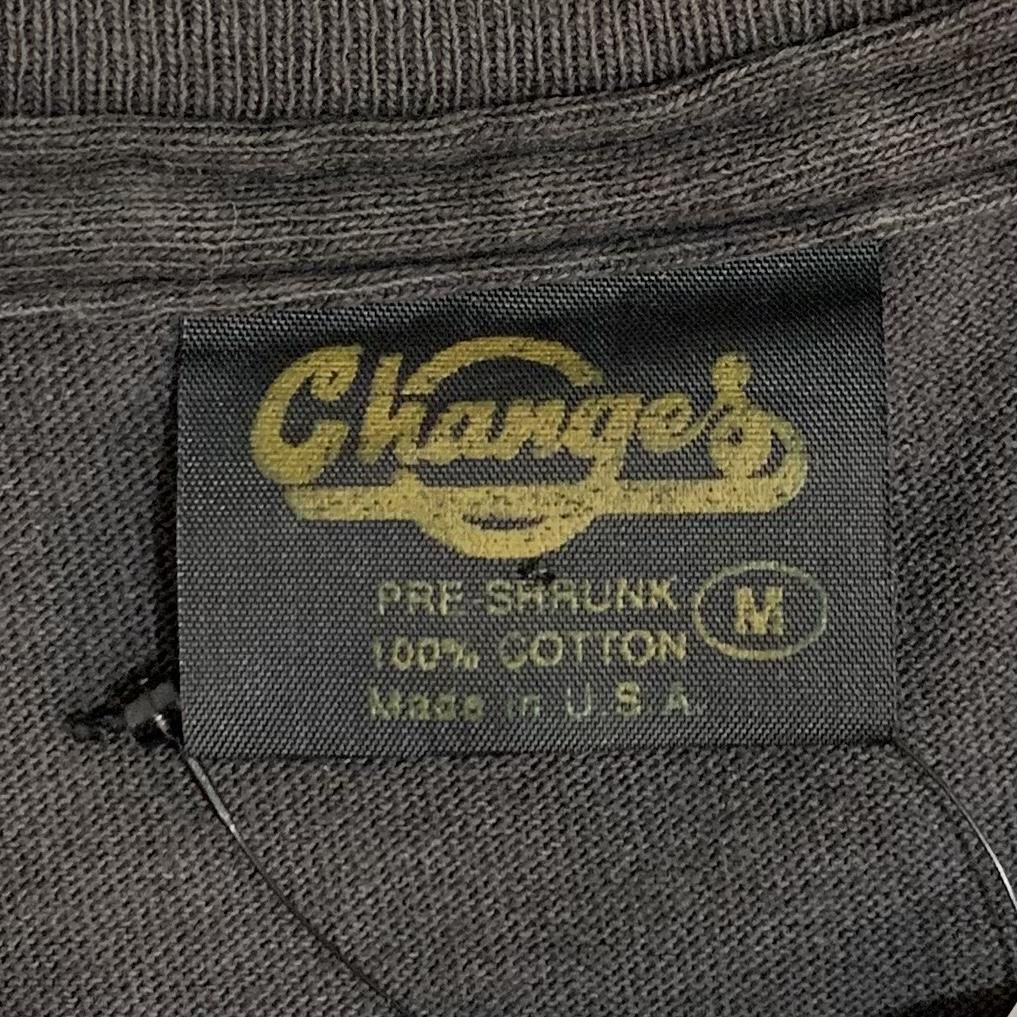 Changes
PRE SHRUNK
M
100% COTTON
Made in U.S.A